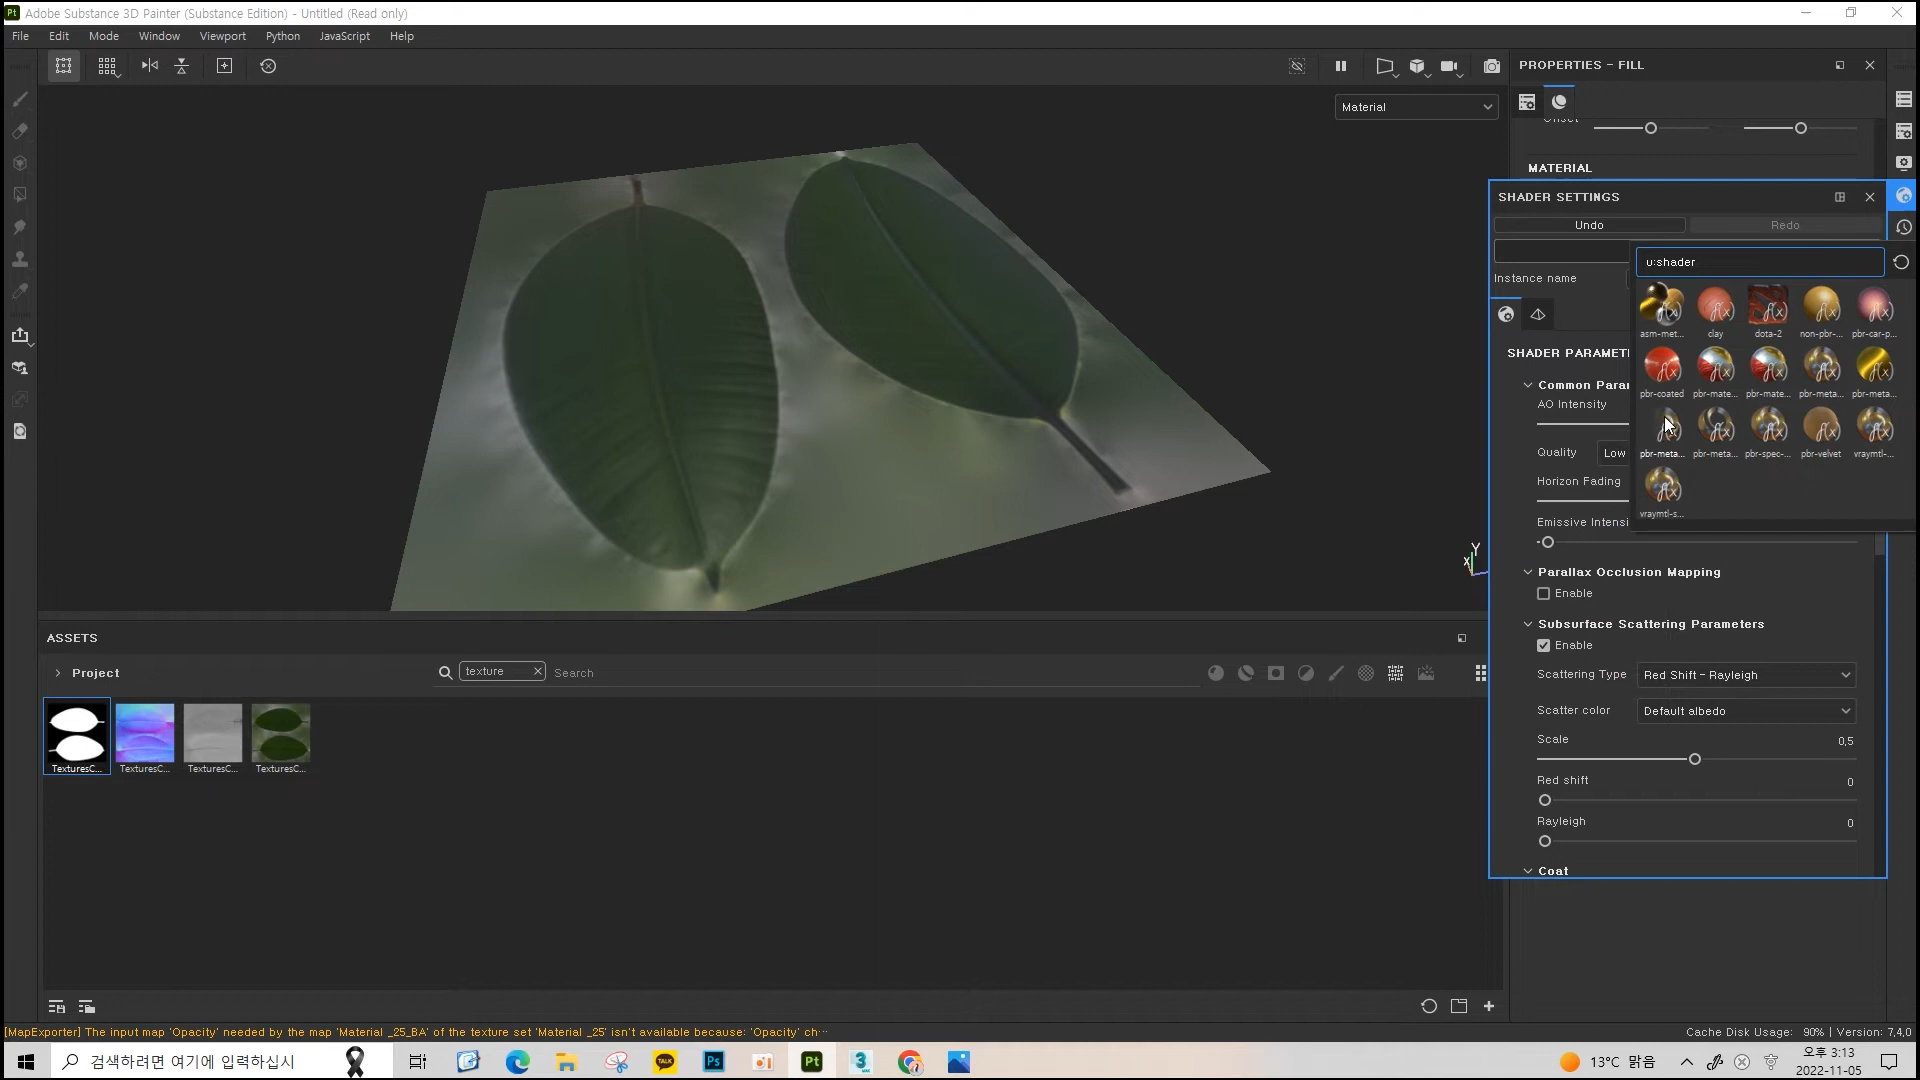 Adobe Substance 3D Painter (Substance Edition) - Untitled (Read only)
File Edit Mode Window Viewport Python JavaScript Help
Material
PROPERTIES - FILL
MATERIAL
SHADER SETTINGS
Undo Redo
u:shader
Instance name
asm-met... clay dota-2 non-pbr-... pbr-car-p...
pbr-coated pbr-mate... pbr-mate... pbr-meta... pbr-meta...
pbr-meta... pbr-meta... pbr-spec-... pbr-velvet vraymtl-...
vraymtl-s...
SHADER PARAMET
Common Para
AO Intensity
Quality Low
Horizon Fading
Emissive Intensi
Parallax Occlusion Mapping
Enable
Subsurface Scattering Parameters
Enable
Scattering Type Red Shift - Rayleigh
Scatter color Default albedo
Scale 0,5
Red shift 0
Rayleigh 0
Coat
Y
X
ASSETS
Project
texture Search
TexturesC... TexturesC... TexturesC... TexturesC...
[MapExporter] The input map 'Opacity' needed by the map 'Material _25_BA' of the texture set 'Material _25' isn't available because: 'Opacity' ch···
Cache Disk Usage: 90% | Version: 7,4,0
검색하려면 여기에 입력하십시
TALK
Ps
Pt
3
13°C 맑음
오후 3:13
2022-11-05